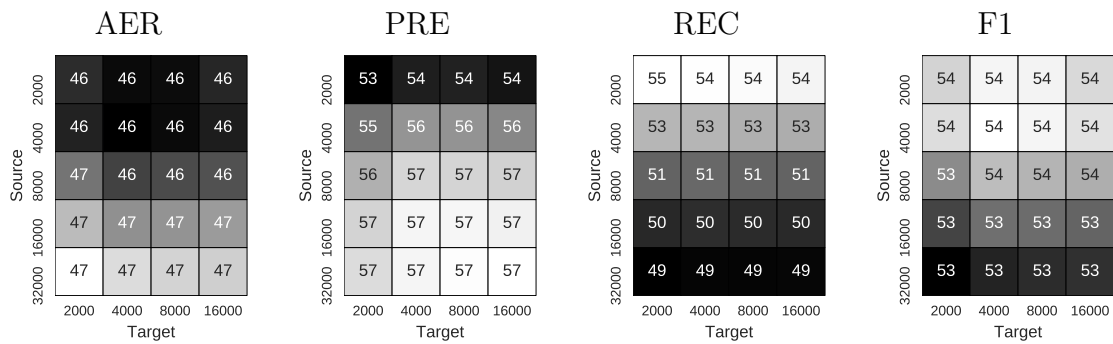 AER
PRE
REC
F1
Source
2000
46 46 46 46
4000
46 46 46 46
8000
47 46 46 46
16000
47 47 47 47
32000
47 47 47 47
2000 4000 8000 16000
Target
Source
2000
53 54 54 54
4000
55 56 56 56
8000
56 57 57 57
16000
57 57 57 57
32000
57 57 57 57
2000 4000 8000 16000
Target
Source
2000
55 54 54 54
4000
53 53 53 53
8000
51 51 51 51
16000
50 50 50 50
32000
49 49 49 49
2000 4000 8000 16000
Target
Source
2000
54 54 54 54
4000
54 54 54 54
8000
53 54 54 54
16000
53 53 53 53
32000
53 53 53 53
2000 4000 8000 16000
Target